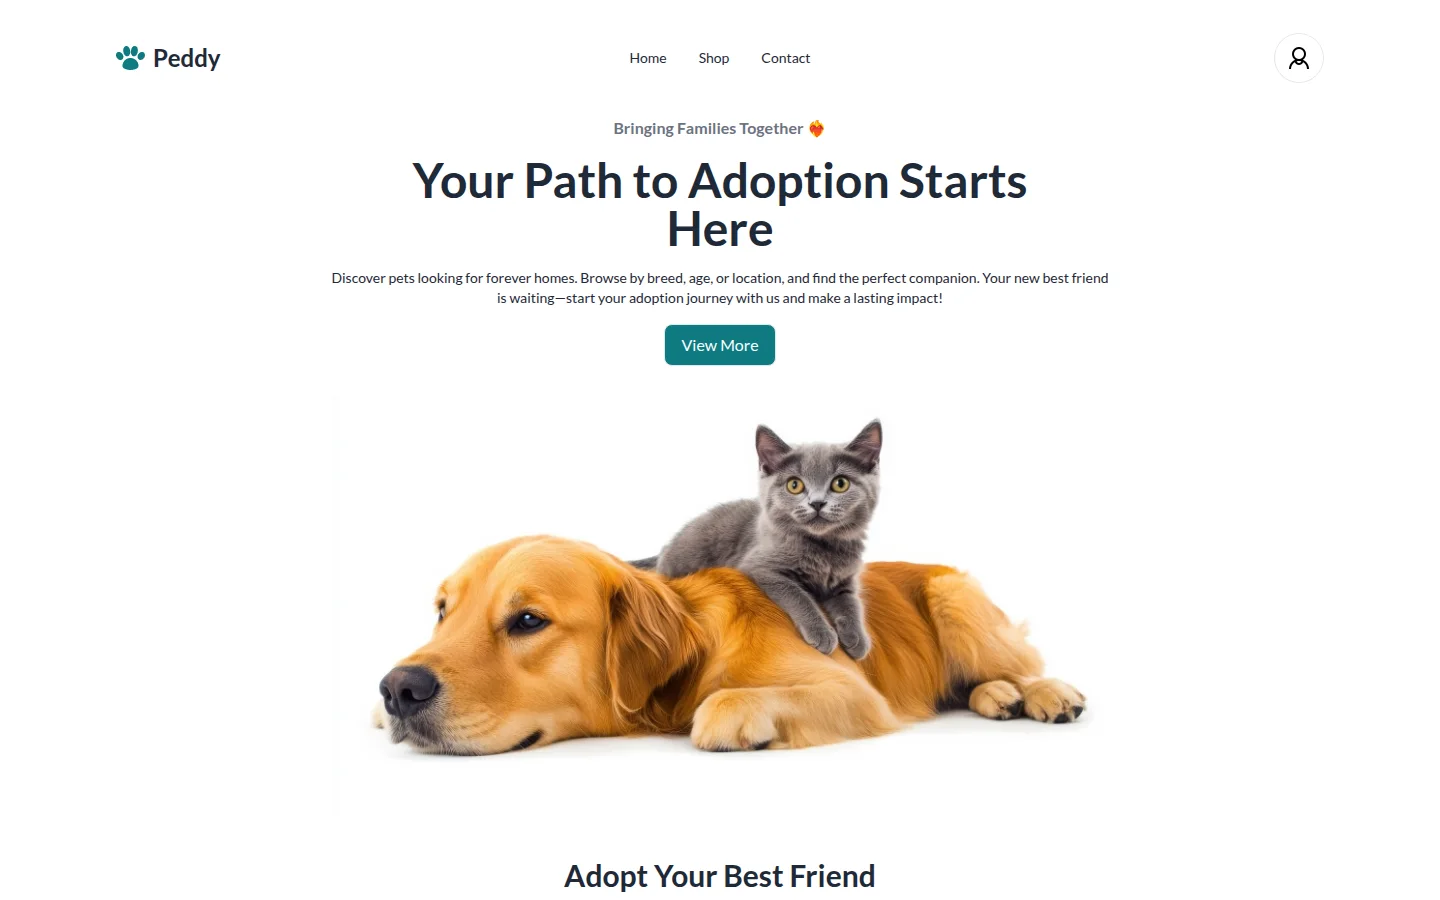 Peddy
Home
Shop
Contact
Bringing Families Together ❤️‍🔥
Your Path to Adoption Starts
Here
Discover pets looking for forever homes. Browse by breed, age, or location, and find the perfect companion. Your new best friend
is waiting—start your adoption journey with us and make a lasting impact!
View More
Adopt Your Best Friend